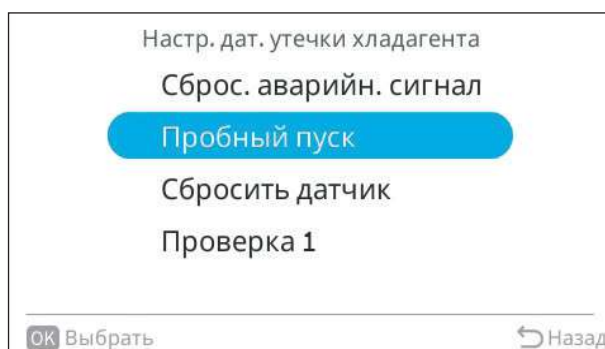 Настр. дат. утечки хладагента
Сброс. аварийн. сигнал
Пробный пуск
Сбросить датчик
Проверка 1
OK Выбрать
Назад